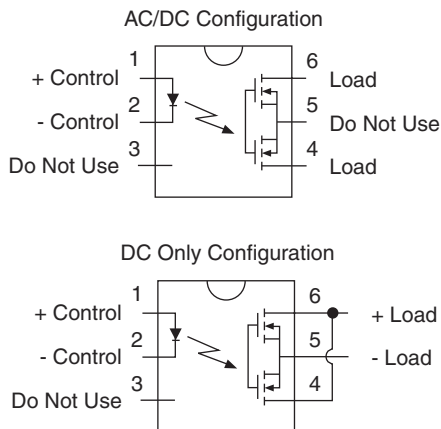 AC/DC Configuration
1 6
+ Control Load
2 5
- Control Do Not Use
3 4
Do Not Use Load
DC Only Configuration
1 6
+ Control + Load
2 5
- Control - Load
3 4
Do Not Use